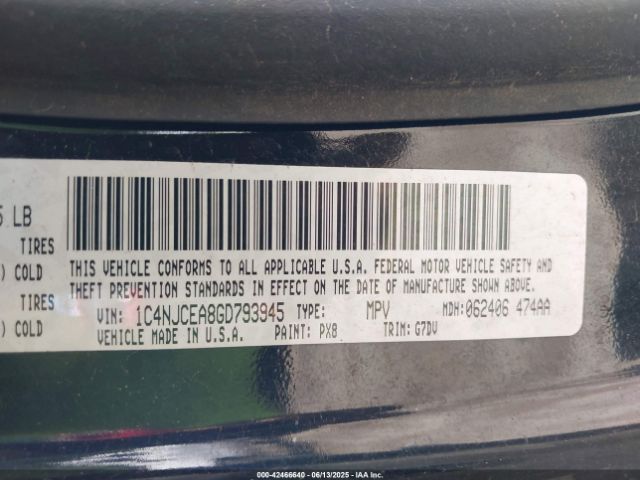 5 LB
TIRES
) COLD
TIRES
) COLD
THIS VEHICLE CONFORMS TO ALL APPLICABLE U.S.A. FEDERAL MOTOR VEHICLE SAFETY AND
THEFT PREVENTION STANDARDS IN EFFECT ON THE DATE OF MANUFACTURE SHOWN ABOVE.
VIN: 1C4NJCEA8GD793945 TYPE: MPV MDH: 062406 474AA
VEHICLE MADE IN U.S.A. PAINT: PX8 TRIM: G7DV
000-42466640 - 06/13/2025 - IAA Inc.